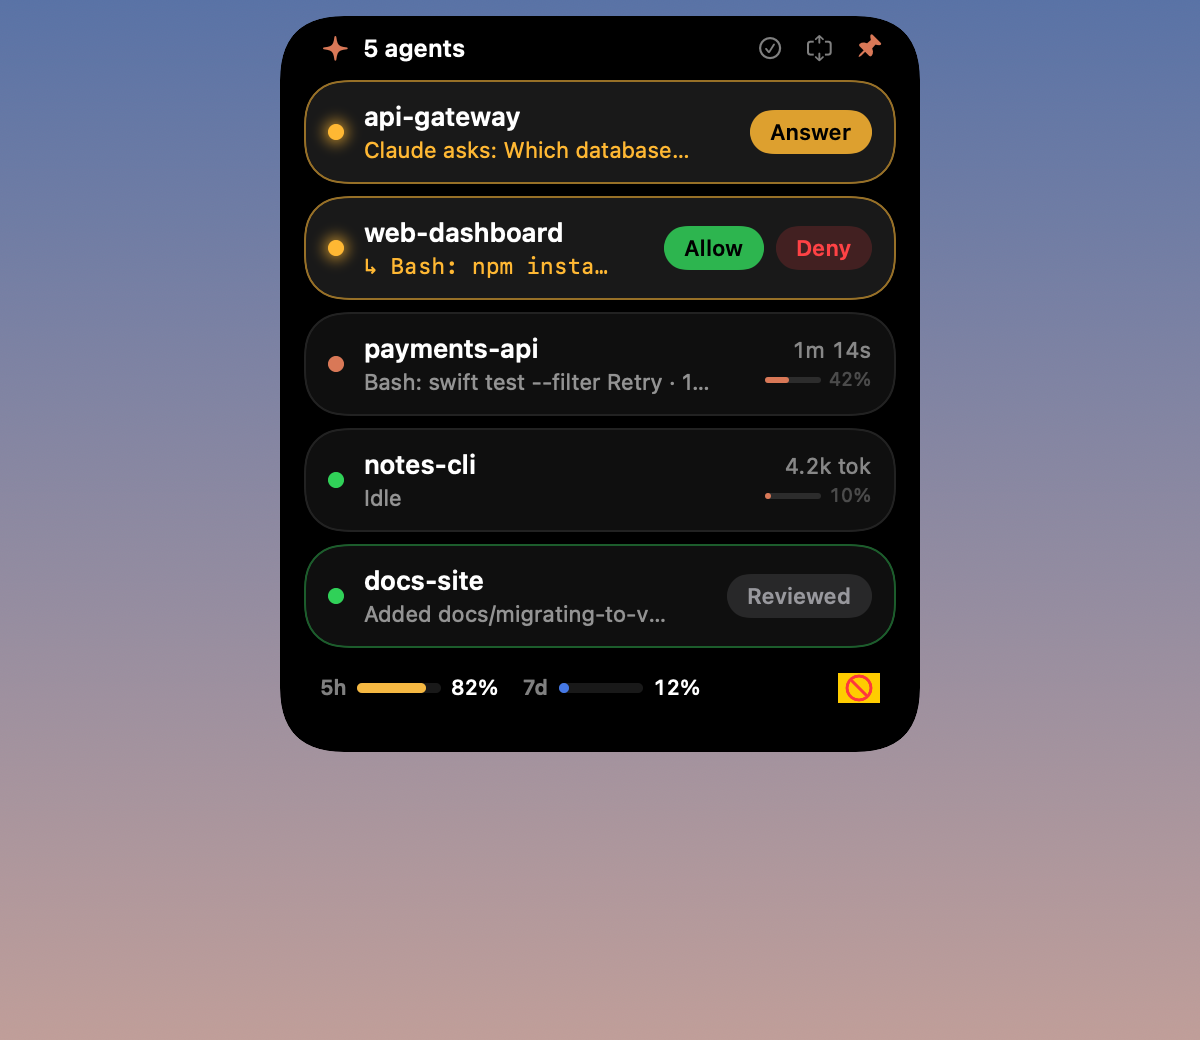 5 agents
api-gateway
Claude asks: Which database...
Answer
web-dashboard
↳ Bash: npm insta…
Allow
Deny
payments-api
Bash: swift test --filter Retry · 1...
1m 14s
42%
notes-cli
Idle
4.2k tok
10%
docs-site
Added docs/migrating-to-v...
Reviewed
5h 82% 7d 12%